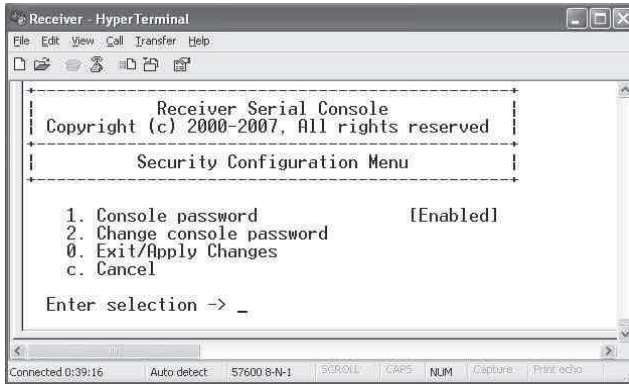 Receiver - HyperTerminal
File Edit View Call Transfer Help
Receiver Serial Console
Copyright (c) 2000-2007, All rights reserved
Security Configuration Menu
1. Console password [Enabled]
2. Change console password
0. Exit/Apply Changes
c. Cancel
Enter selection -> _
Connected 0:39:16 Auto detect 57600 8-N-1 SCROLL CAPS NUM Capture Print echo